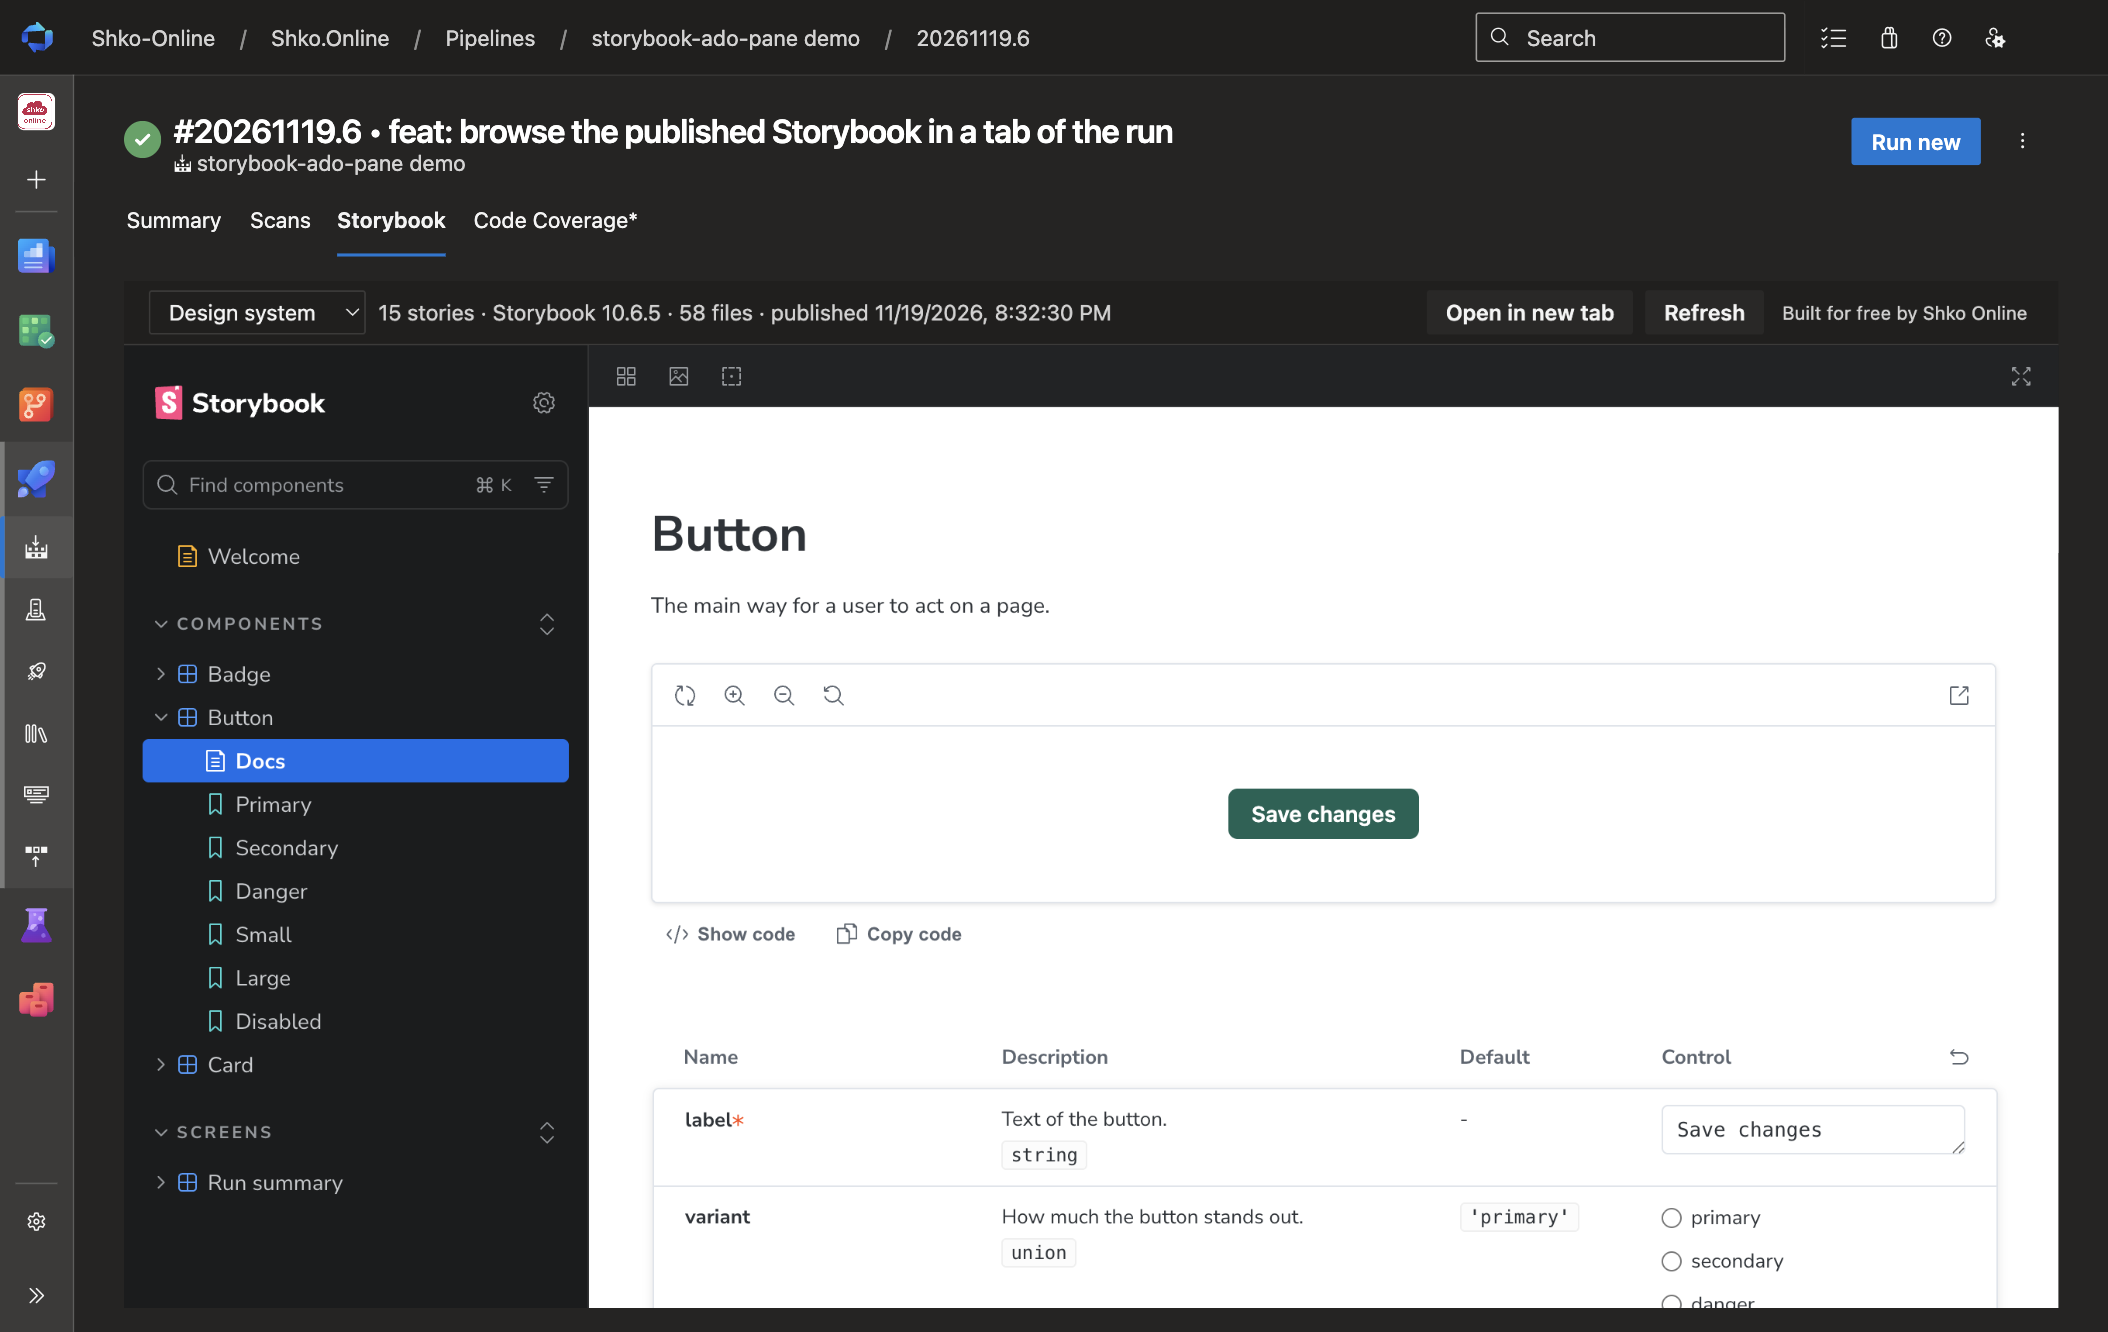 Shko-Online / Shko.Online / Pipelines / storybook-ado-pane demo / 20261119.6
Search
shko
online
#20261119.6 • feat: browse the published Storybook in a tab of the run
storybook-ado-pane demo
Run new
Summary Scans Storybook Code Coverage*
Design system 15 stories · Storybook 10.6.5 · 58 files · published 11/19/2026, 8:32:30 PM
Open in new tab Refresh Built for free by Shko Online
S Storybook
Find components ⌘ K
Welcome
COMPONENTS
Badge
Button
Docs
Primary
Secondary
Danger
Small
Large
Disabled
Card
SCREENS
Run summary
Button
The main way for a user to act on a page.
Save changes
</> Show code Copy code
Name Description Default Control
label* Text of the button. - Save changes
string
variant How much the button stands out. 'primary' primary
union
secondary
danger